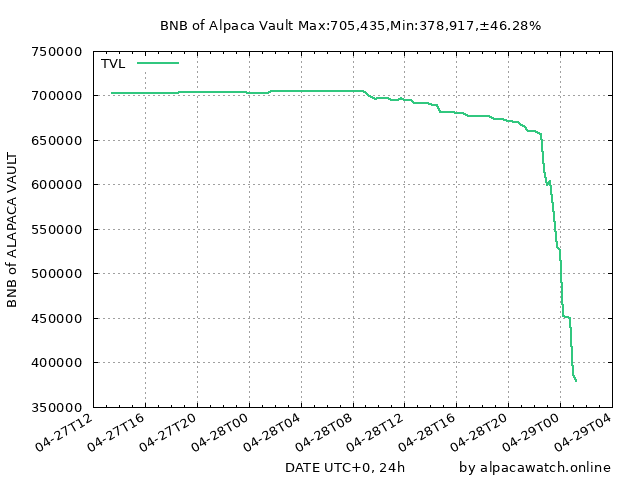 BNB of Alpaca Vault Max:705,435,Min:378,917,±46.28%
TVL
BNB of ALAPACA VAULT
750000
700000
650000
600000
550000
500000
450000
400000
350000
04-27T12
04-27T16
04-27T20
04-28T00
04-28T04
04-28T08
04-28T12
04-28T16
04-28T20
04-29T00
04-29T04
DATE UTC+0, 24h
by alpacawatch.online